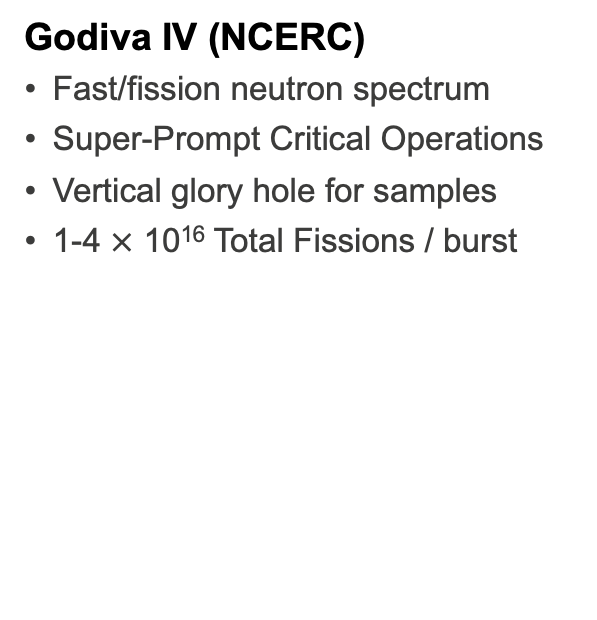 Godiva IV (NCERC)
• Fast/fission neutron spectrum
• Super-Prompt Critical Operations
• Vertical glory hole for samples
• 1-4 × 10¹⁶ Total Fissions / burst